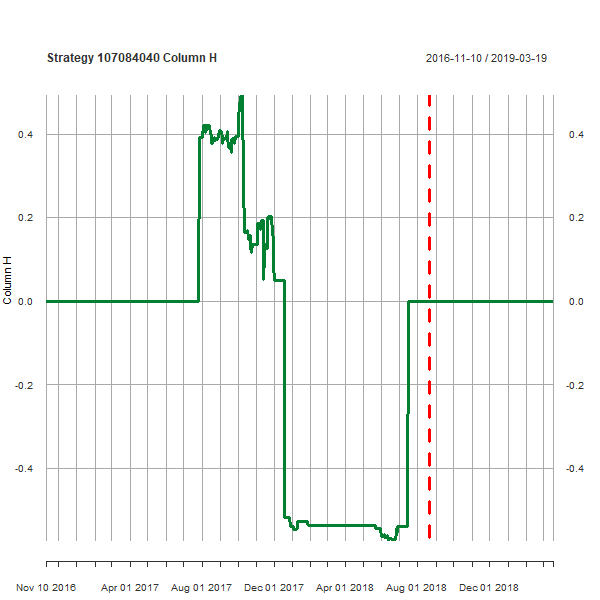 Strategy 107084040 Column H
2016-11-10 / 2019-03-19
0.4
0.4
0.2
0.2
Column H
0.0
0.0
-0.2
-0.2
-0.4
-0.4
Nov 10 2016
Apr 01 2017
Aug 01 2017
Dec 01 2017
Apr 01 2018
Aug 01 2018
Dec 01 2018